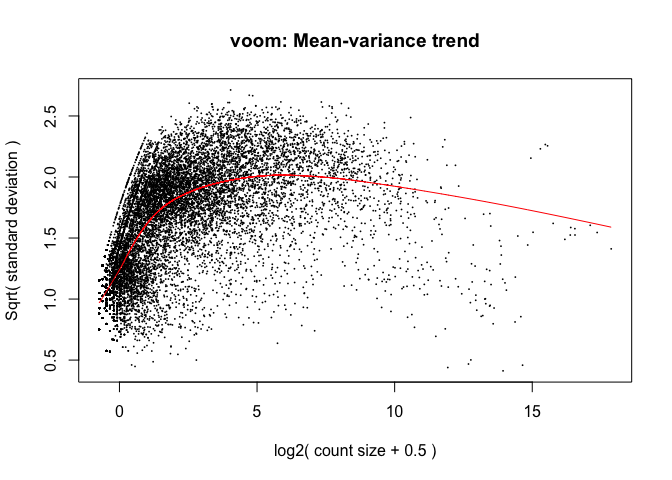 voom: Mean-variance trend
Sqrt( standard deviation )
2.5
2.0
1.5
1.0
0.5
0 5 10 15
log2( count size + 0.5 )